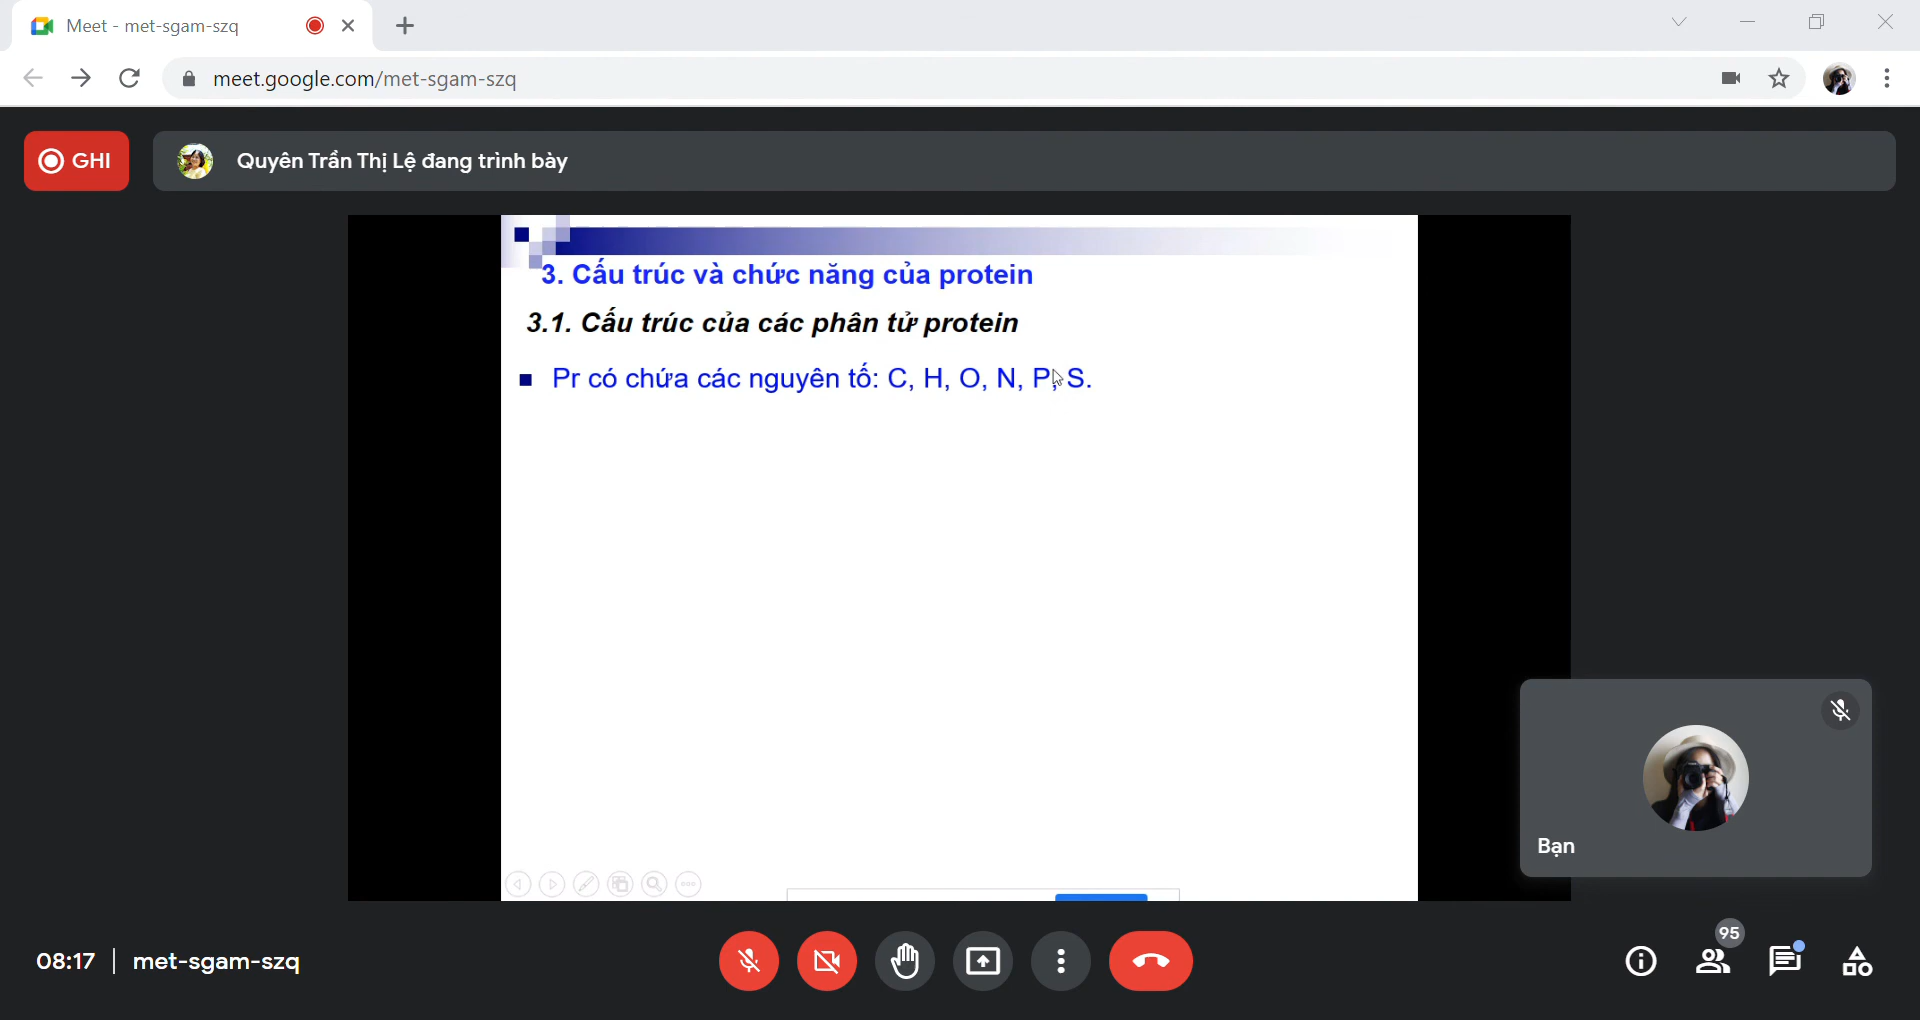 Meet - met-sgam-szq
meet.google.com/met-sgam-szq
GHI
Quyên Trần Thị Lệ đang trình bày
3. Cấu trúc và chức năng của protein
3.1. Cấu trúc của các phân tử protein
Pr có chứa các nguyên tố: C, H, O, N, P, S.
Bạn
08:17
met-sgam-szq
95